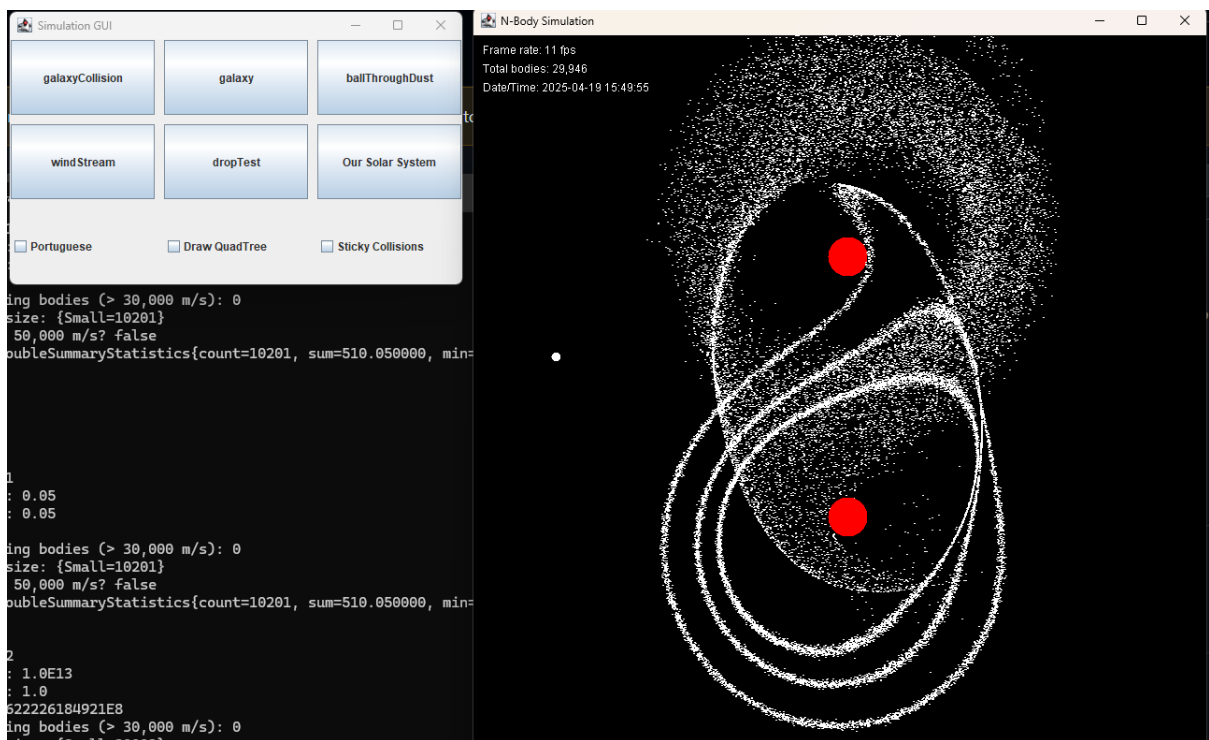 Simulation GUI
galaxyCollision
galaxy
ballThroughDust
windStream
dropTest
Our Solar System
Portuguese
Draw QuadTree
Sticky Collisions
N-Body Simulation
Frame rate: 11 fps
Total bodies: 29,946
Date/Time: 2025-04-19 15:49:55
to
ing bodies (> 30,000 m/s): 0
size: {Small=10201}
50,000 m/s? false
oubleSummaryStatistics{count=10201, sum=510.050000, min=
1
: 0.05
: 0.05
ing bodies (> 30,000 m/s): 0
size: {Small=10201}
50,000 m/s? false
oubleSummaryStatistics{count=10201, sum=510.050000, min=
2
: 1.0E13
: 1.0
622226184921E8
ing bodies (> 30,000 m/s): 0